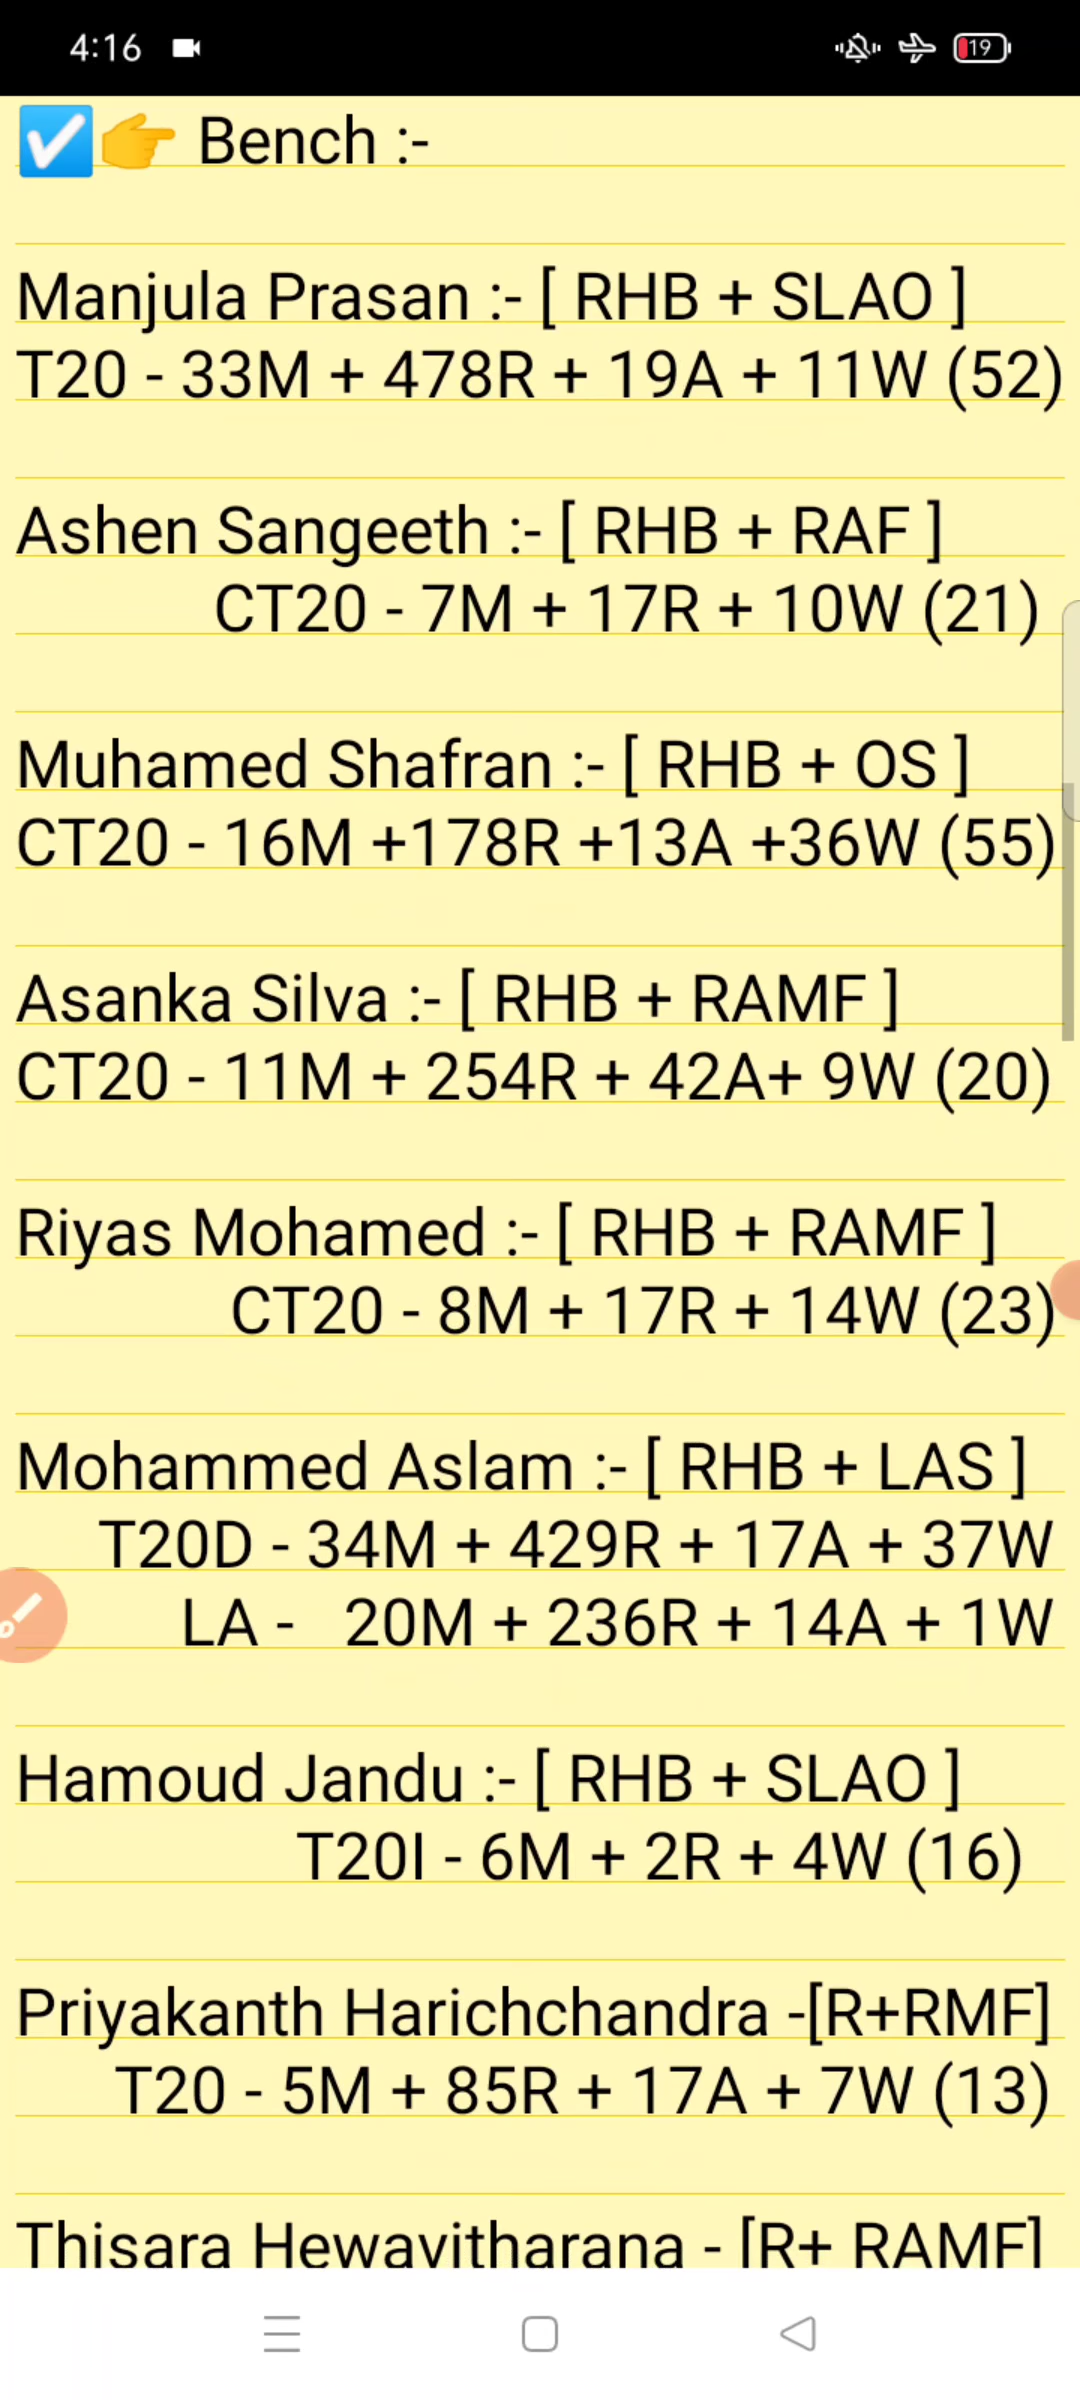 4:16
19
✅👉 Bench :-
Manjula Prasan :- [ RHB + SLAO ]
T20 - 33M + 478R + 19A + 11W (52)
Ashen Sangeeth :- [ RHB + RAF ]
CT20 - 7M + 17R + 10W (21)
Muhamed Shafran :- [ RHB + OS ]
CT20 - 16M +178R +13A +36W (55)
Asanka Silva :- [ RHB + RAMF ]
CT20 - 11M + 254R + 42A+ 9W (20)
Riyas Mohamed :- [ RHB + RAMF ]
CT20 - 8M + 17R + 14W (23)
Mohammed Aslam :- [ RHB + LAS ]
T20D - 34M + 429R + 17A + 37W
LA - 20M + 236R + 14A + 1W
Hamoud Jandu :- [ RHB + SLAO ]
T20I - 6M + 2R + 4W (16)
Priyakanth Harichchandra -[R+RMF]
T20 - 5M + 85R + 17A + 7W (13)
Thisara Hewavitharana - [R+ RAMF]